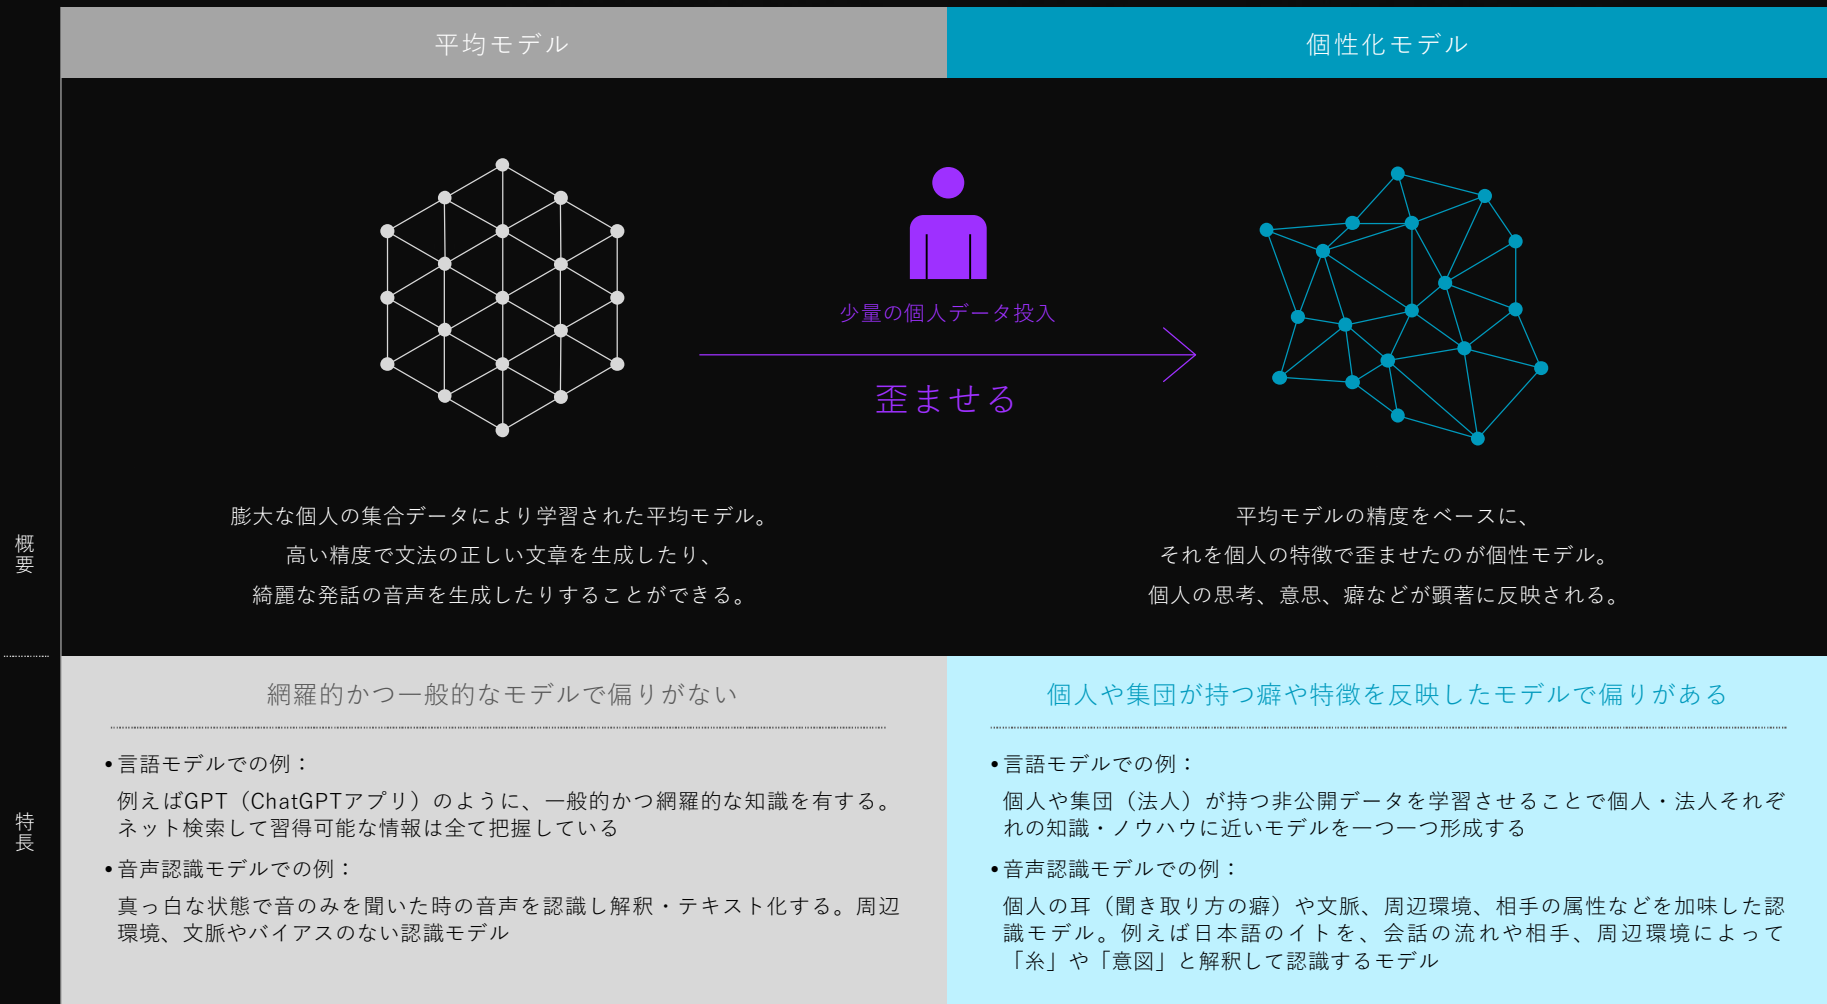 平均モデル
個性化モデル
少量の個人データ投入
歪ませる
概要
膨大な個人の集合データにより学習された平均モデル。
高い精度で文法の正しい文章を生成したり、
綺麗な発話の音声を生成したりすることができる。
平均モデルの精度をベースに、
それを個人の特徴で歪ませたのが個性モデル。
個人の思考、意思、癖などが顕著に反映される。
特長
網羅的かつ一般的なモデルで偏りがない
•言語モデルでの例：
例えばGPT（ChatGPTアプリ）のように、一般的かつ網羅的な知識を有する。
ネット検索して習得可能な情報は全て把握している
•音声認識モデルでの例：
真っ白な状態で音のみを聞いた時の音声を認識し解釈・テキスト化する。周辺
環境、文脈やバイアスのない認識モデル
個人や集団が持つ癖や特徴を反映したモデルで偏りがある
•言語モデルでの例：
個人や集団（法人）が持つ非公開データを学習させることで個人・法人それぞ
れの知識・ノウハウに近いモデルを一つ一つ形成する
•音声認識モデルでの例：
個人の耳（聞き取り方の癖）や文脈、周辺環境、相手の属性などを加味した認
識モデル。例えば日本語のイトを、会話の流れや相手、周辺環境によって
「糸」や「意図」と解釈して認識するモデル